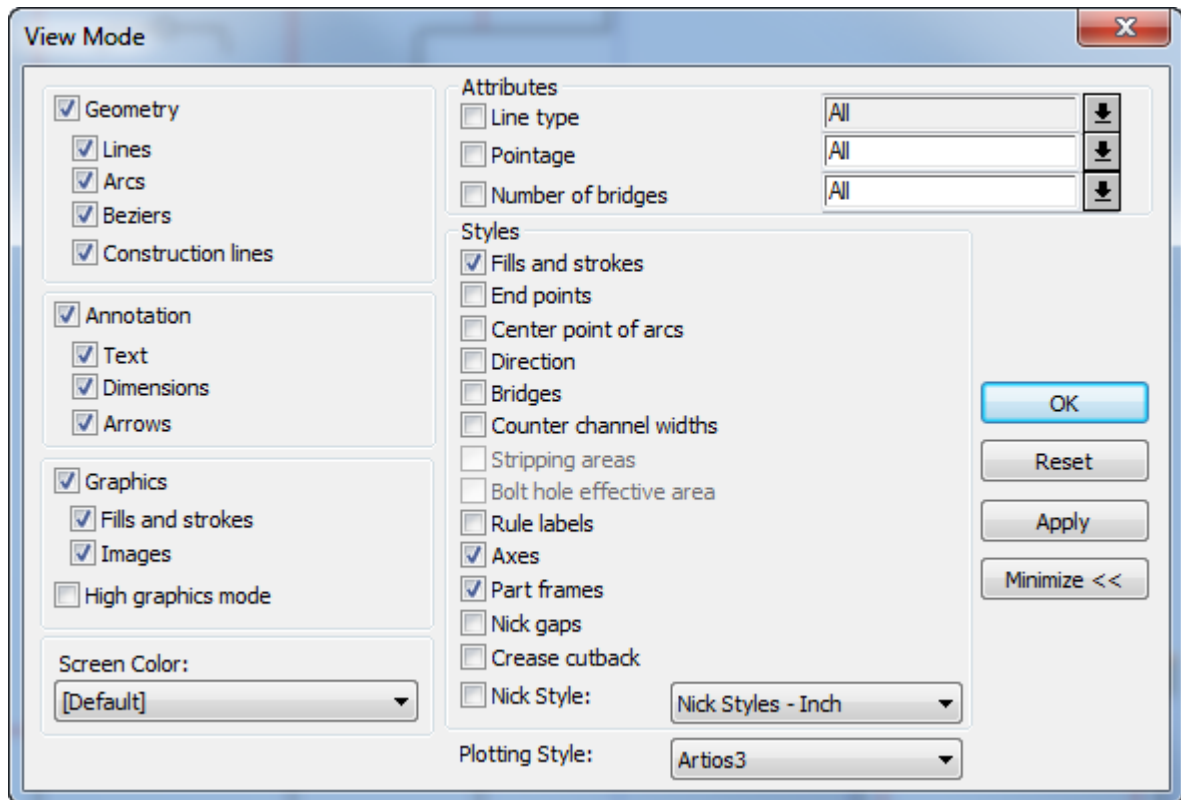 View Mode
Geometry
Lines
Arcs
Beziers
Construction lines
Annotation
Text
Dimensions
Arrows
Graphics
Fills and strokes
Images
High graphics mode
Screen Color:
[Default]
Attributes
Line type All
Pointage All
Number of bridges All
Styles
Fills and strokes
End points
Center point of arcs
Direction
Bridges
Counter channel widths
Stripping areas
Bolt hole effective area
Rule labels
Axes
Part frames
Nick gaps
Crease cutback
Nick Style: Nick Styles - Inch
Plotting Style: Artios3
OK
Reset
Apply
Minimize <<